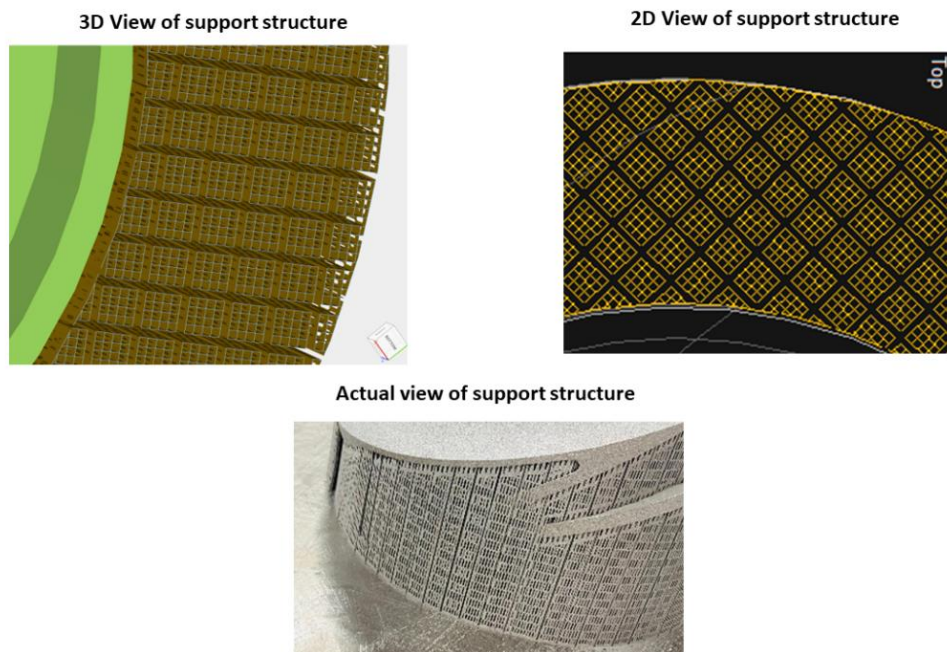 3D View of support structure
2D View of support structure
Top
Actual view of support structure